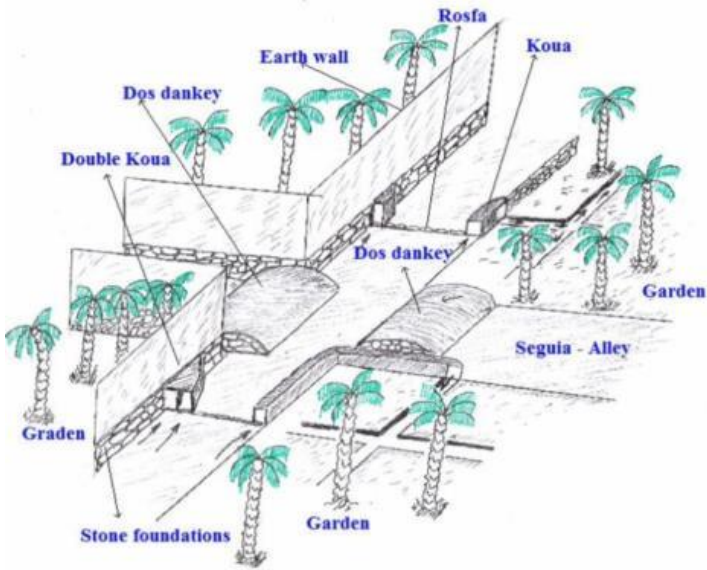 Rosfa
Earth wall
Koua
Dos dankey
Double Koua
Dos dankey
Garden
Seguia - Alley
Graden
Garden
Stone foundations